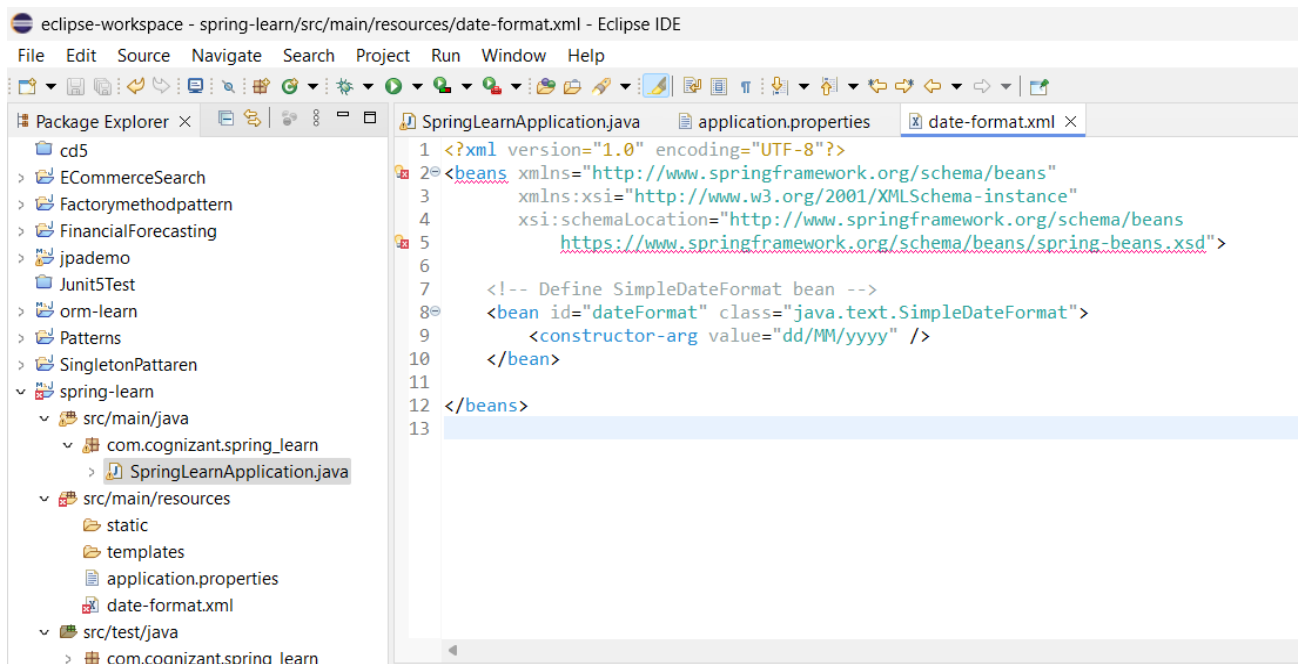 eclipse-workspace - spring-learn/src/main/resources/date-format.xml - Eclipse IDE
File Edit Source Navigate Search Project Run Window Help
Package Explorer
SpringLearnApplication.java application.properties date-format.xml
cd5
ECommerceSearch
Factorymethodpattern
FinancialForecasting
jpademo
Junit5Test
orm-learn
Patterns
SingletonPattaren
spring-learn
src/main/java
com.cognizant.spring_learn
SpringLearnApplication.java
src/main/resources
static
templates
application.properties
date-format.xml
src/test/java
com.cognizant.spring_learn
1 <?xml version="1.0" encoding="UTF-8"?>
2 <beans xmlns="http://www.springframework.org/schema/beans"
3 xmlns:xsi="http://www.w3.org/2001/XMLSchema-instance"
4 xsi:schemaLocation="http://www.springframework.org/schema/beans
5 https://www.springframework.org/schema/beans/spring-beans.xsd">
6
7 <!-- Define SimpleDateFormat bean -->
8 <bean id="dateFormat" class="java.text.SimpleDateFormat">
9 <constructor-arg value="dd/MM/yyyy" />
10 </bean>
11
12 </beans>
13